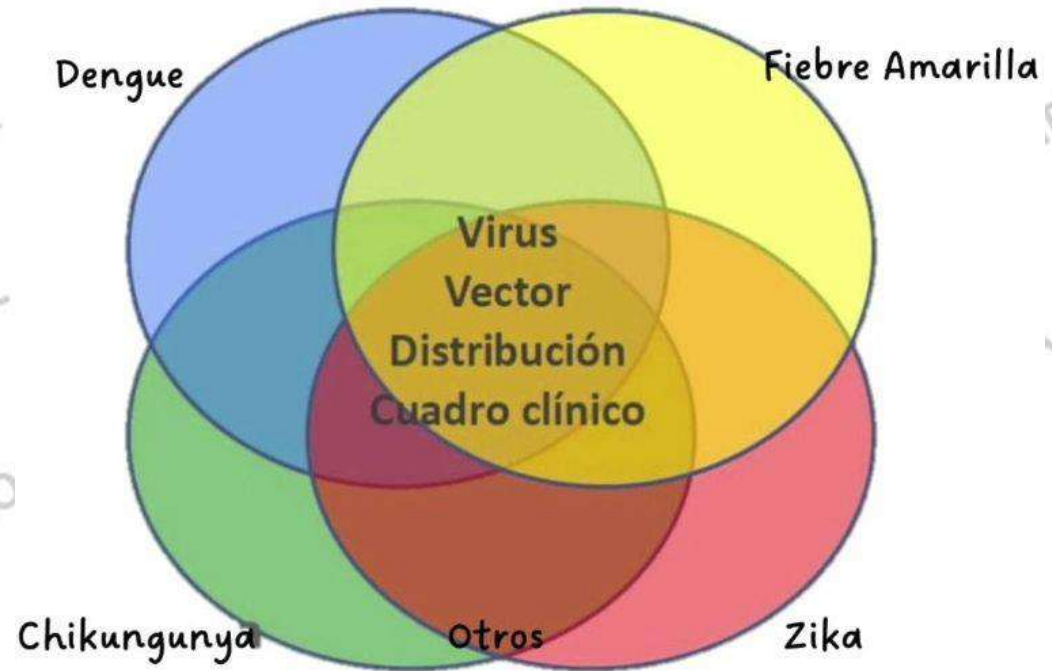 Dengue
Fiebre Amarilla
Virus
Vector
Distribución
Cuadro clínico
Chikungunya
Otros
Zika